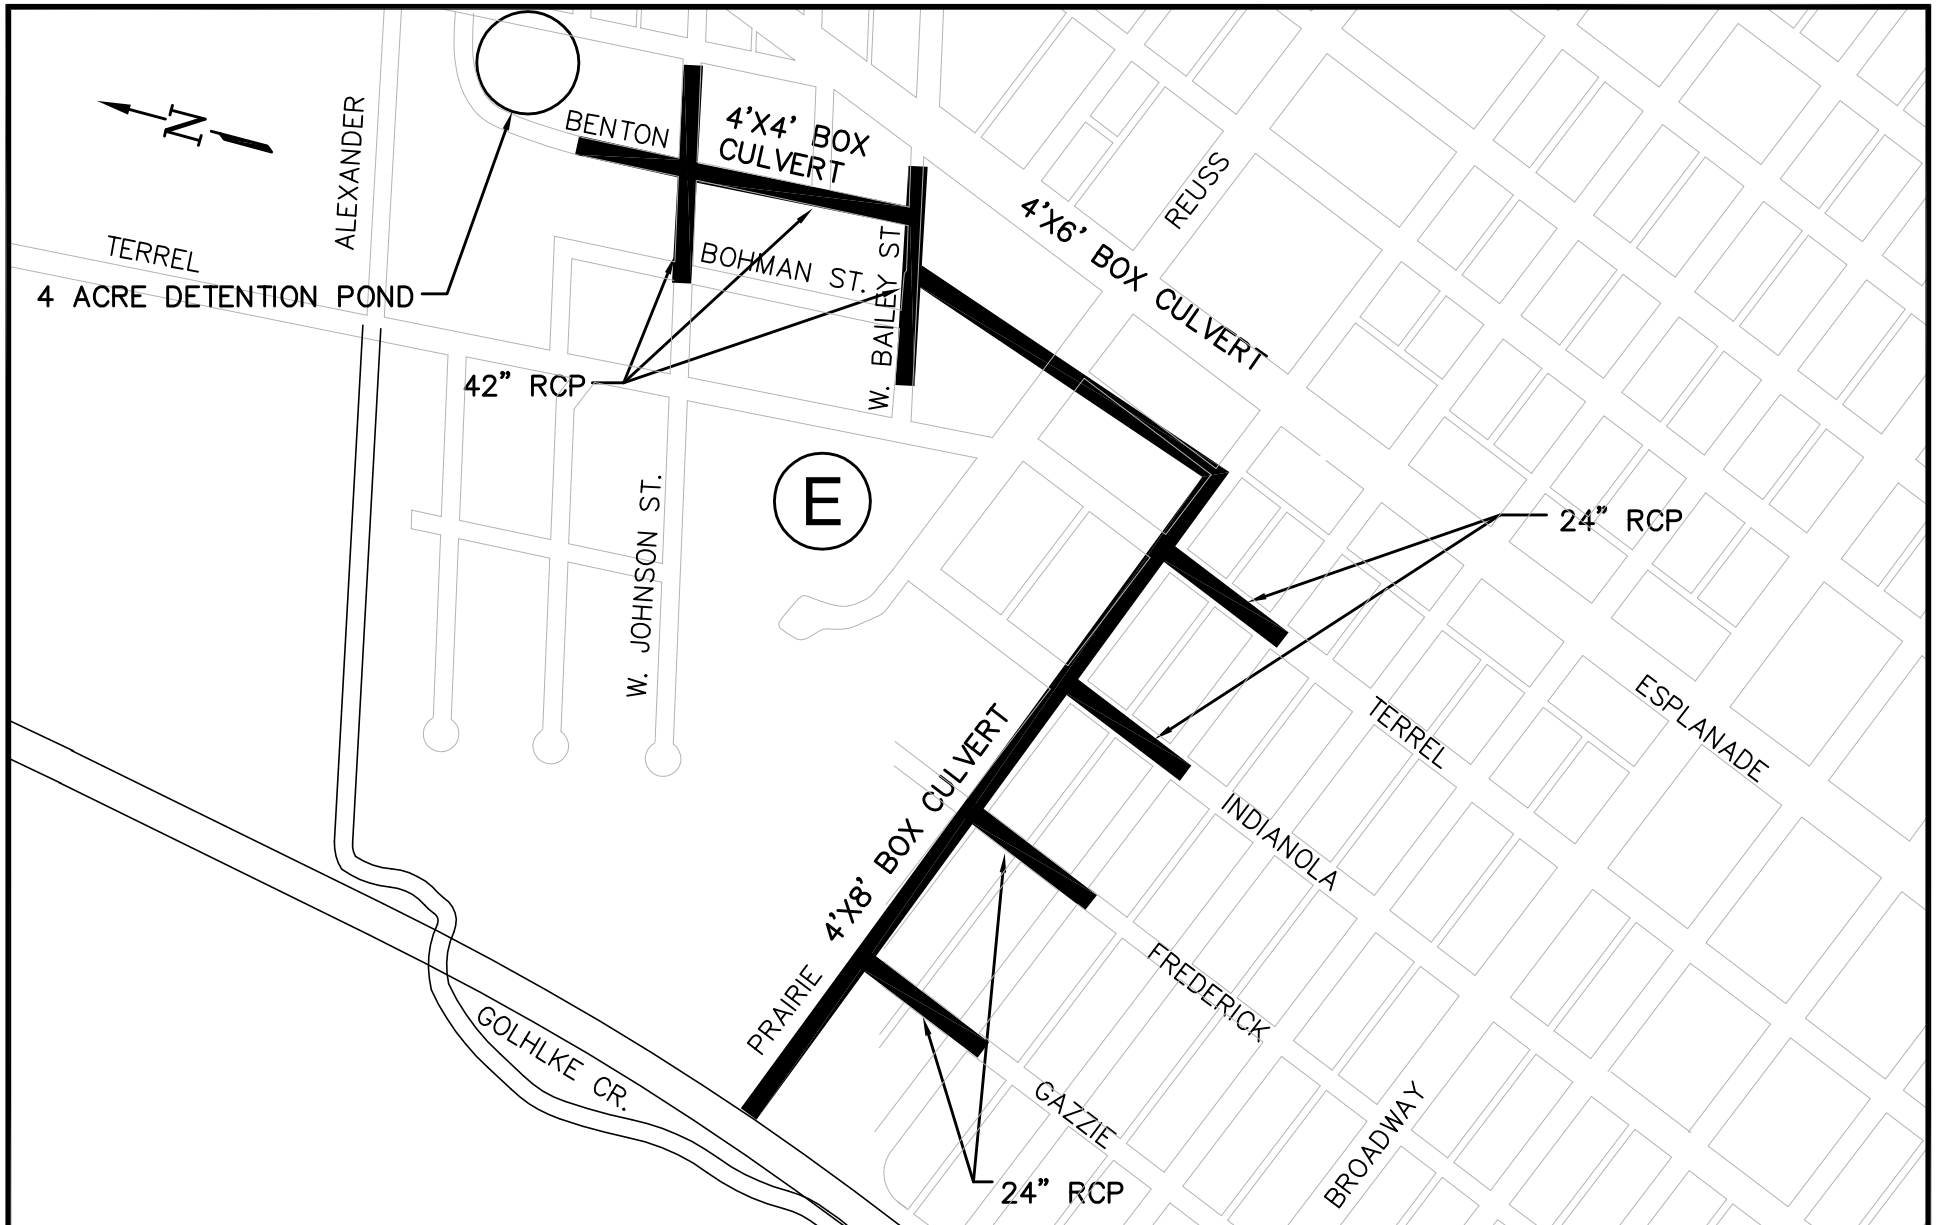 N
ALEXANDER
BENTON
4'X4' BOX
CULVERT
REUSS
4'X6' BOX CULVERT
TERREL
4 ACRE DETENTION POND
BOHMAN ST.
W. BAILEY ST
42" RCP
E
W. JOHNSON ST.
24" RCP
ESPLANADE
TERREL
INDIANOLA
4'X8' BOX CULVERT
PRAIRIE
FREDERICK
GOLHLKE CR.
GAZZIE
BROADWAY
24" RCP